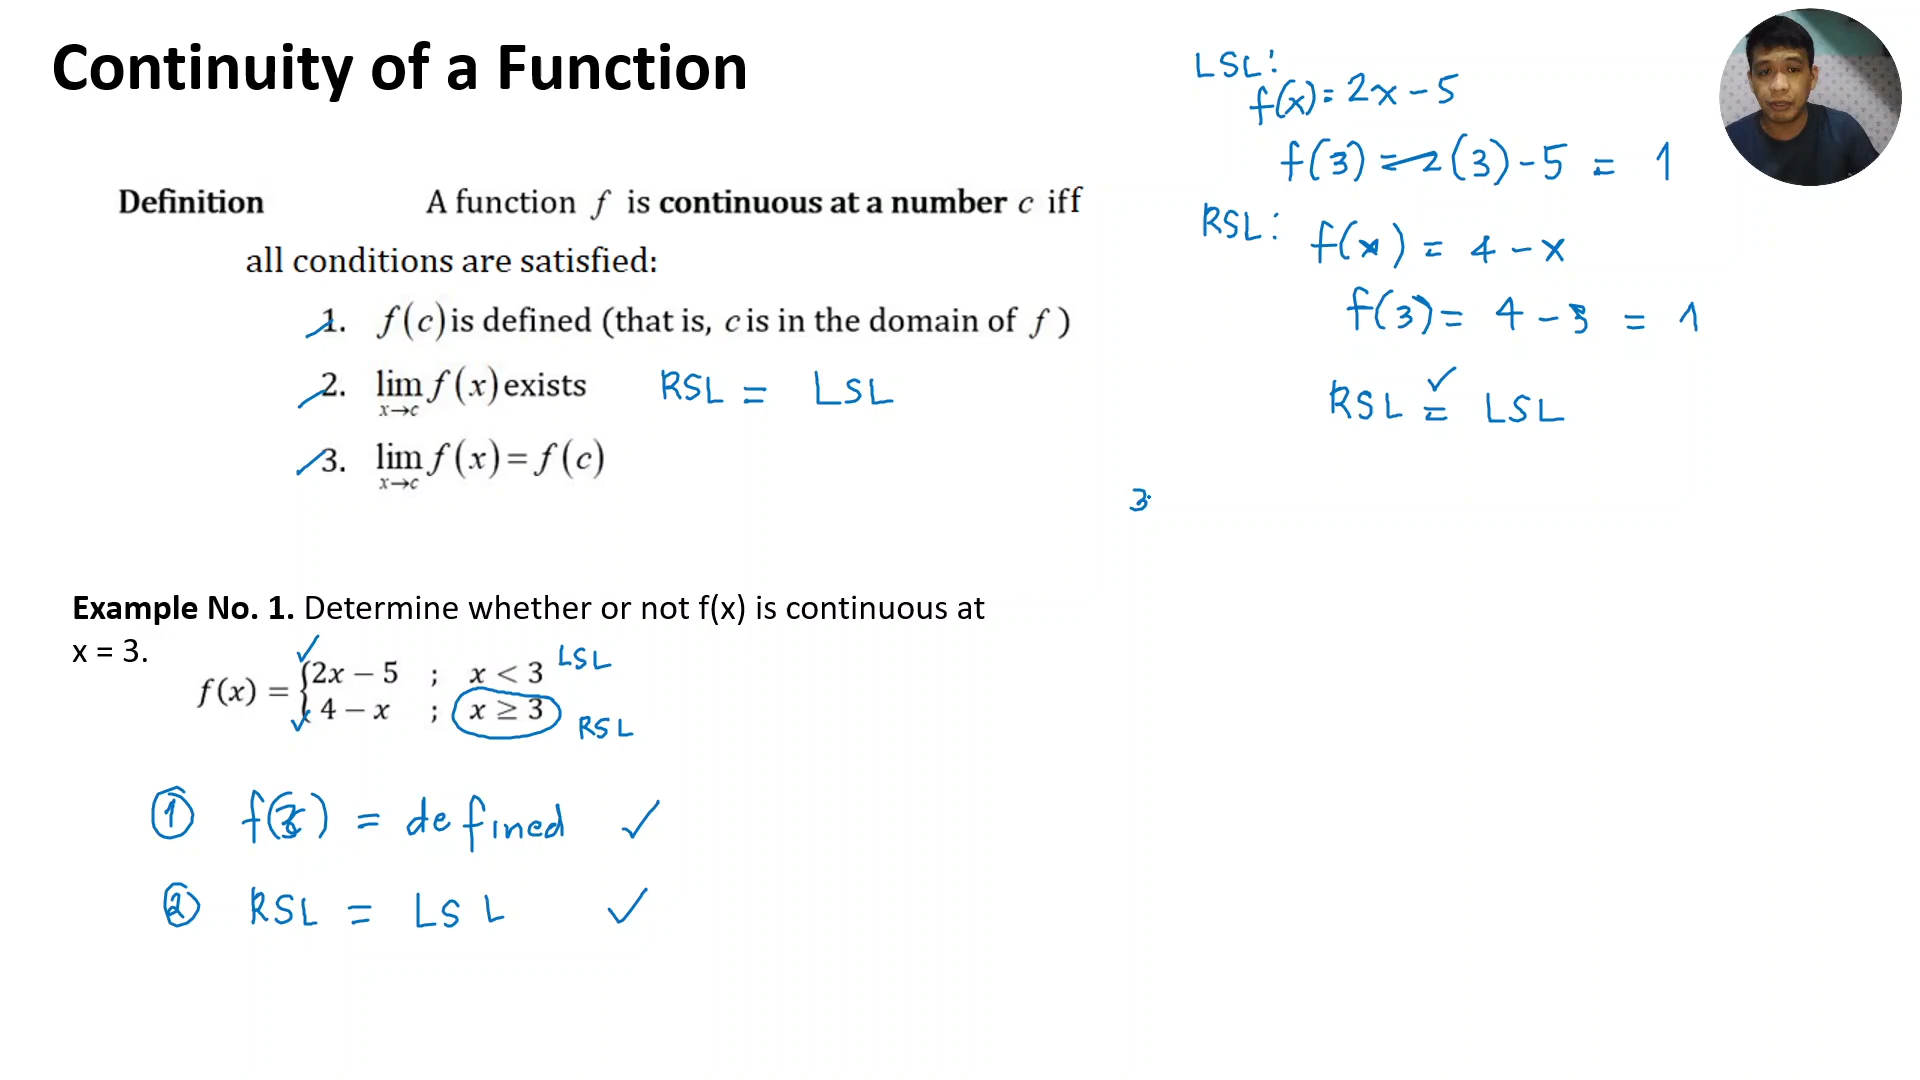 Continuity of a Function
Definition A function f is continuous at a number c iff
all conditions are satisfied:
1. f(c) is defined (that is, c is in the domain of f)
2. lim x→c f(x) exists RSL = LSL
3. lim x→c f(x) = f(c)
Example No. 1. Determine whether or not f(x) is continuous at
x = 3.
f(x) = {2x − 5 ; x < 3 LSL
4 − x ; x ≥ 3 RSL
① f(3) = defined ✓
② RSL = LSL ✓
LSL:
f(x) = 2x − 5
f(3) = 2(3) − 5 = 1
RSL: f(x) = 4 − x
f(3) = 4 − 3 = 1
RSL = LSL ✓
3.